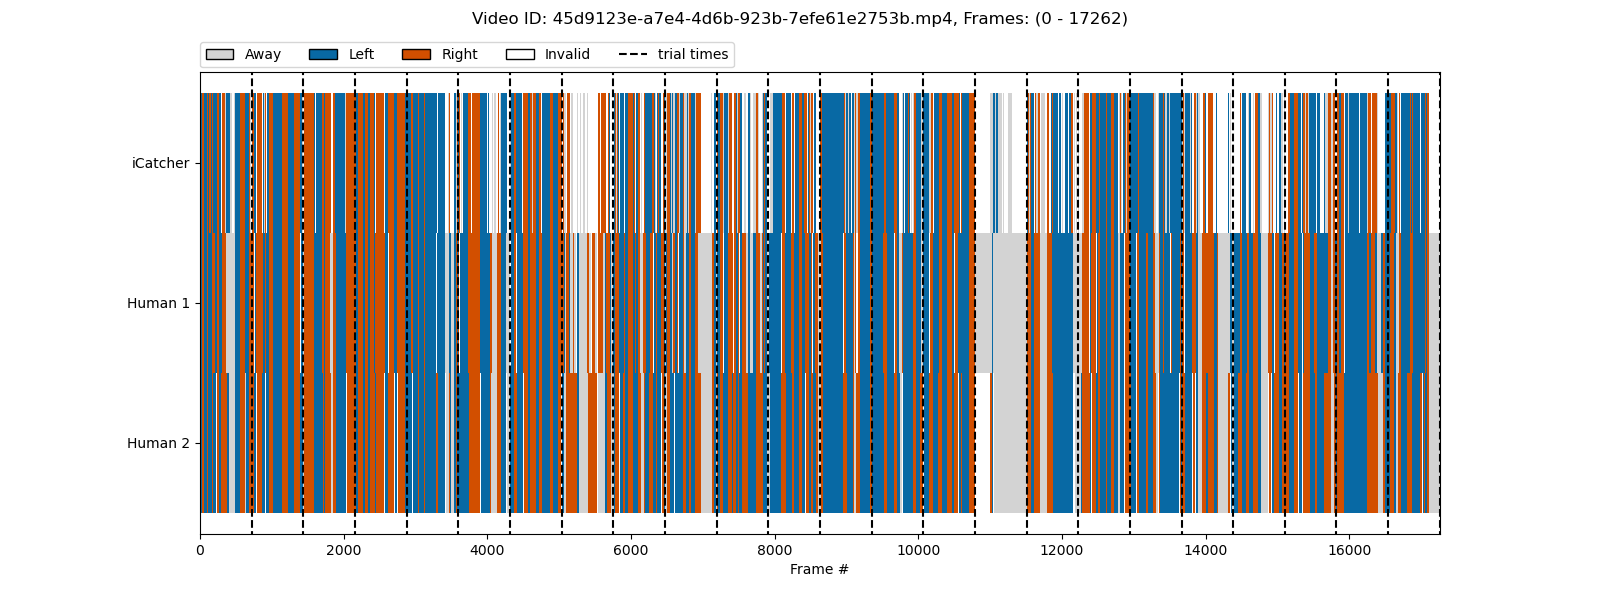 Video ID: 45d9123e-a7e4-4d6b-923b-7efe61e2753b.mp4, Frames: (0 - 17262)
Away Left Right Invalid trial times
iCatcher
Human 1
Human 2
0 2000 4000 6000 8000 10000 12000 14000 16000
Frame #